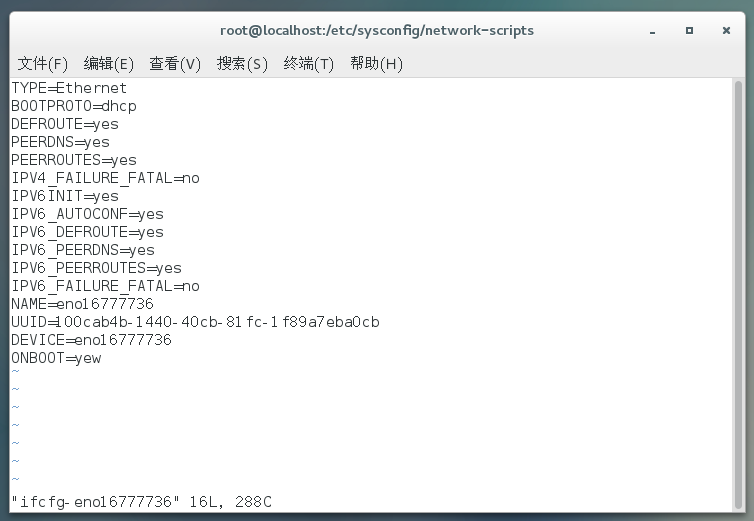 root@localhost:/etc/sysconfig/network-scripts
文件(F) 编辑(E) 查看(V) 搜索(S) 终端(T) 帮助(H)
TYPE=Ethernet
BOOTPROTO=dhcp
DEFROUTE=yes
PEERDNS=yes
PEERROUTES=yes
IPV4_FAILURE_FATAL=no
IPV6INIT=yes
IPV6_AUTOCONF=yes
IPV6_DEFROUTE=yes
IPV6_PEERDNS=yes
IPV6_PEERROUTES=yes
IPV6_FAILURE_FATAL=no
NAME=eno16777736
UUID=100cab4b-1440-40cb-81fc-1f89a7eba0cb
DEVICE=eno16777736
ONBOOT=yew
~
~
~
~
~
~
~
"ifcfg-eno16777736" 16L, 288C